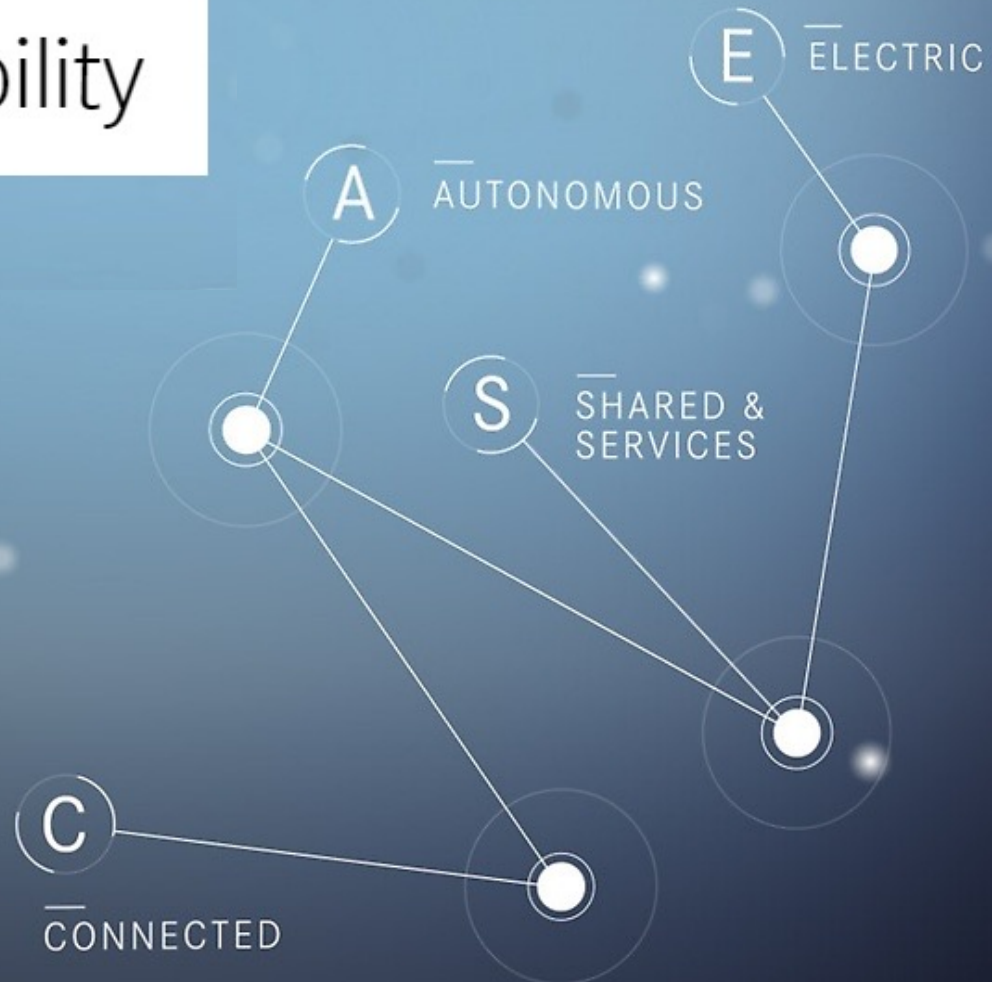 bility
E
ELECTRIC
A
AUTONOMOUS
S
SHARED &
SERVICES
C
CONNECTED